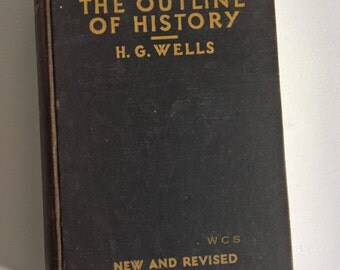 THE OUTLINE
OF HISTORY
H. G. WELLS
WCS
NEW AND REVISED